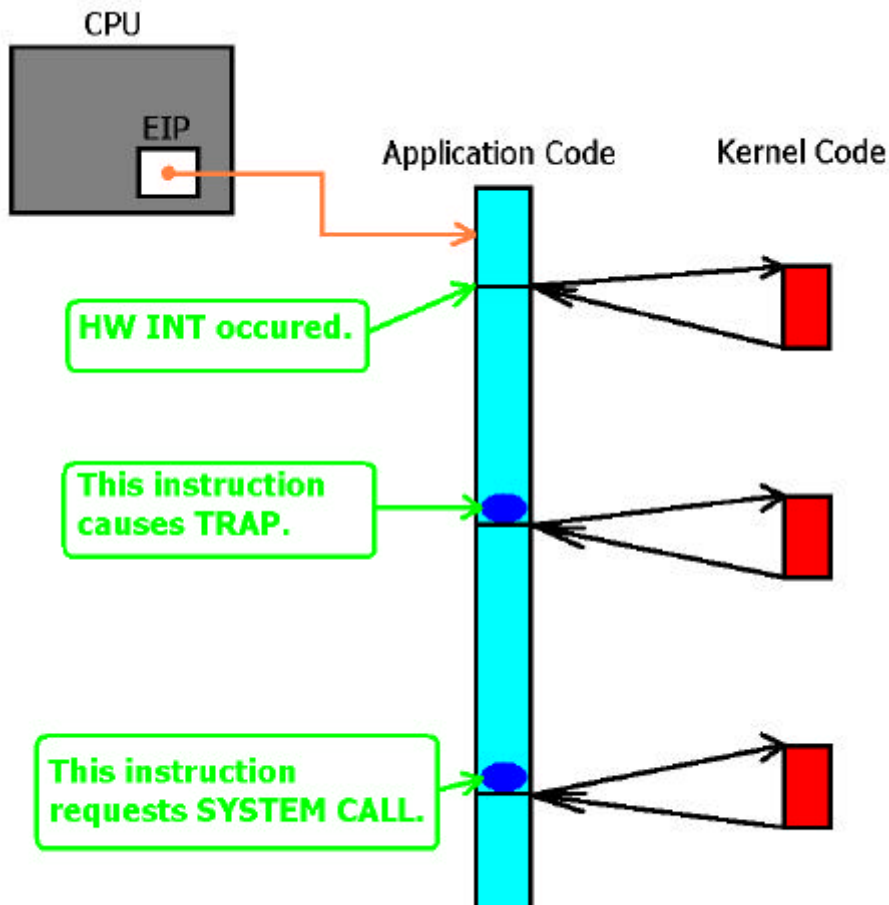 CPU
EIP
Application Code
Kernel Code
HW INT occured.
This instruction
causes TRAP.
This instruction
requests SYSTEM CALL.